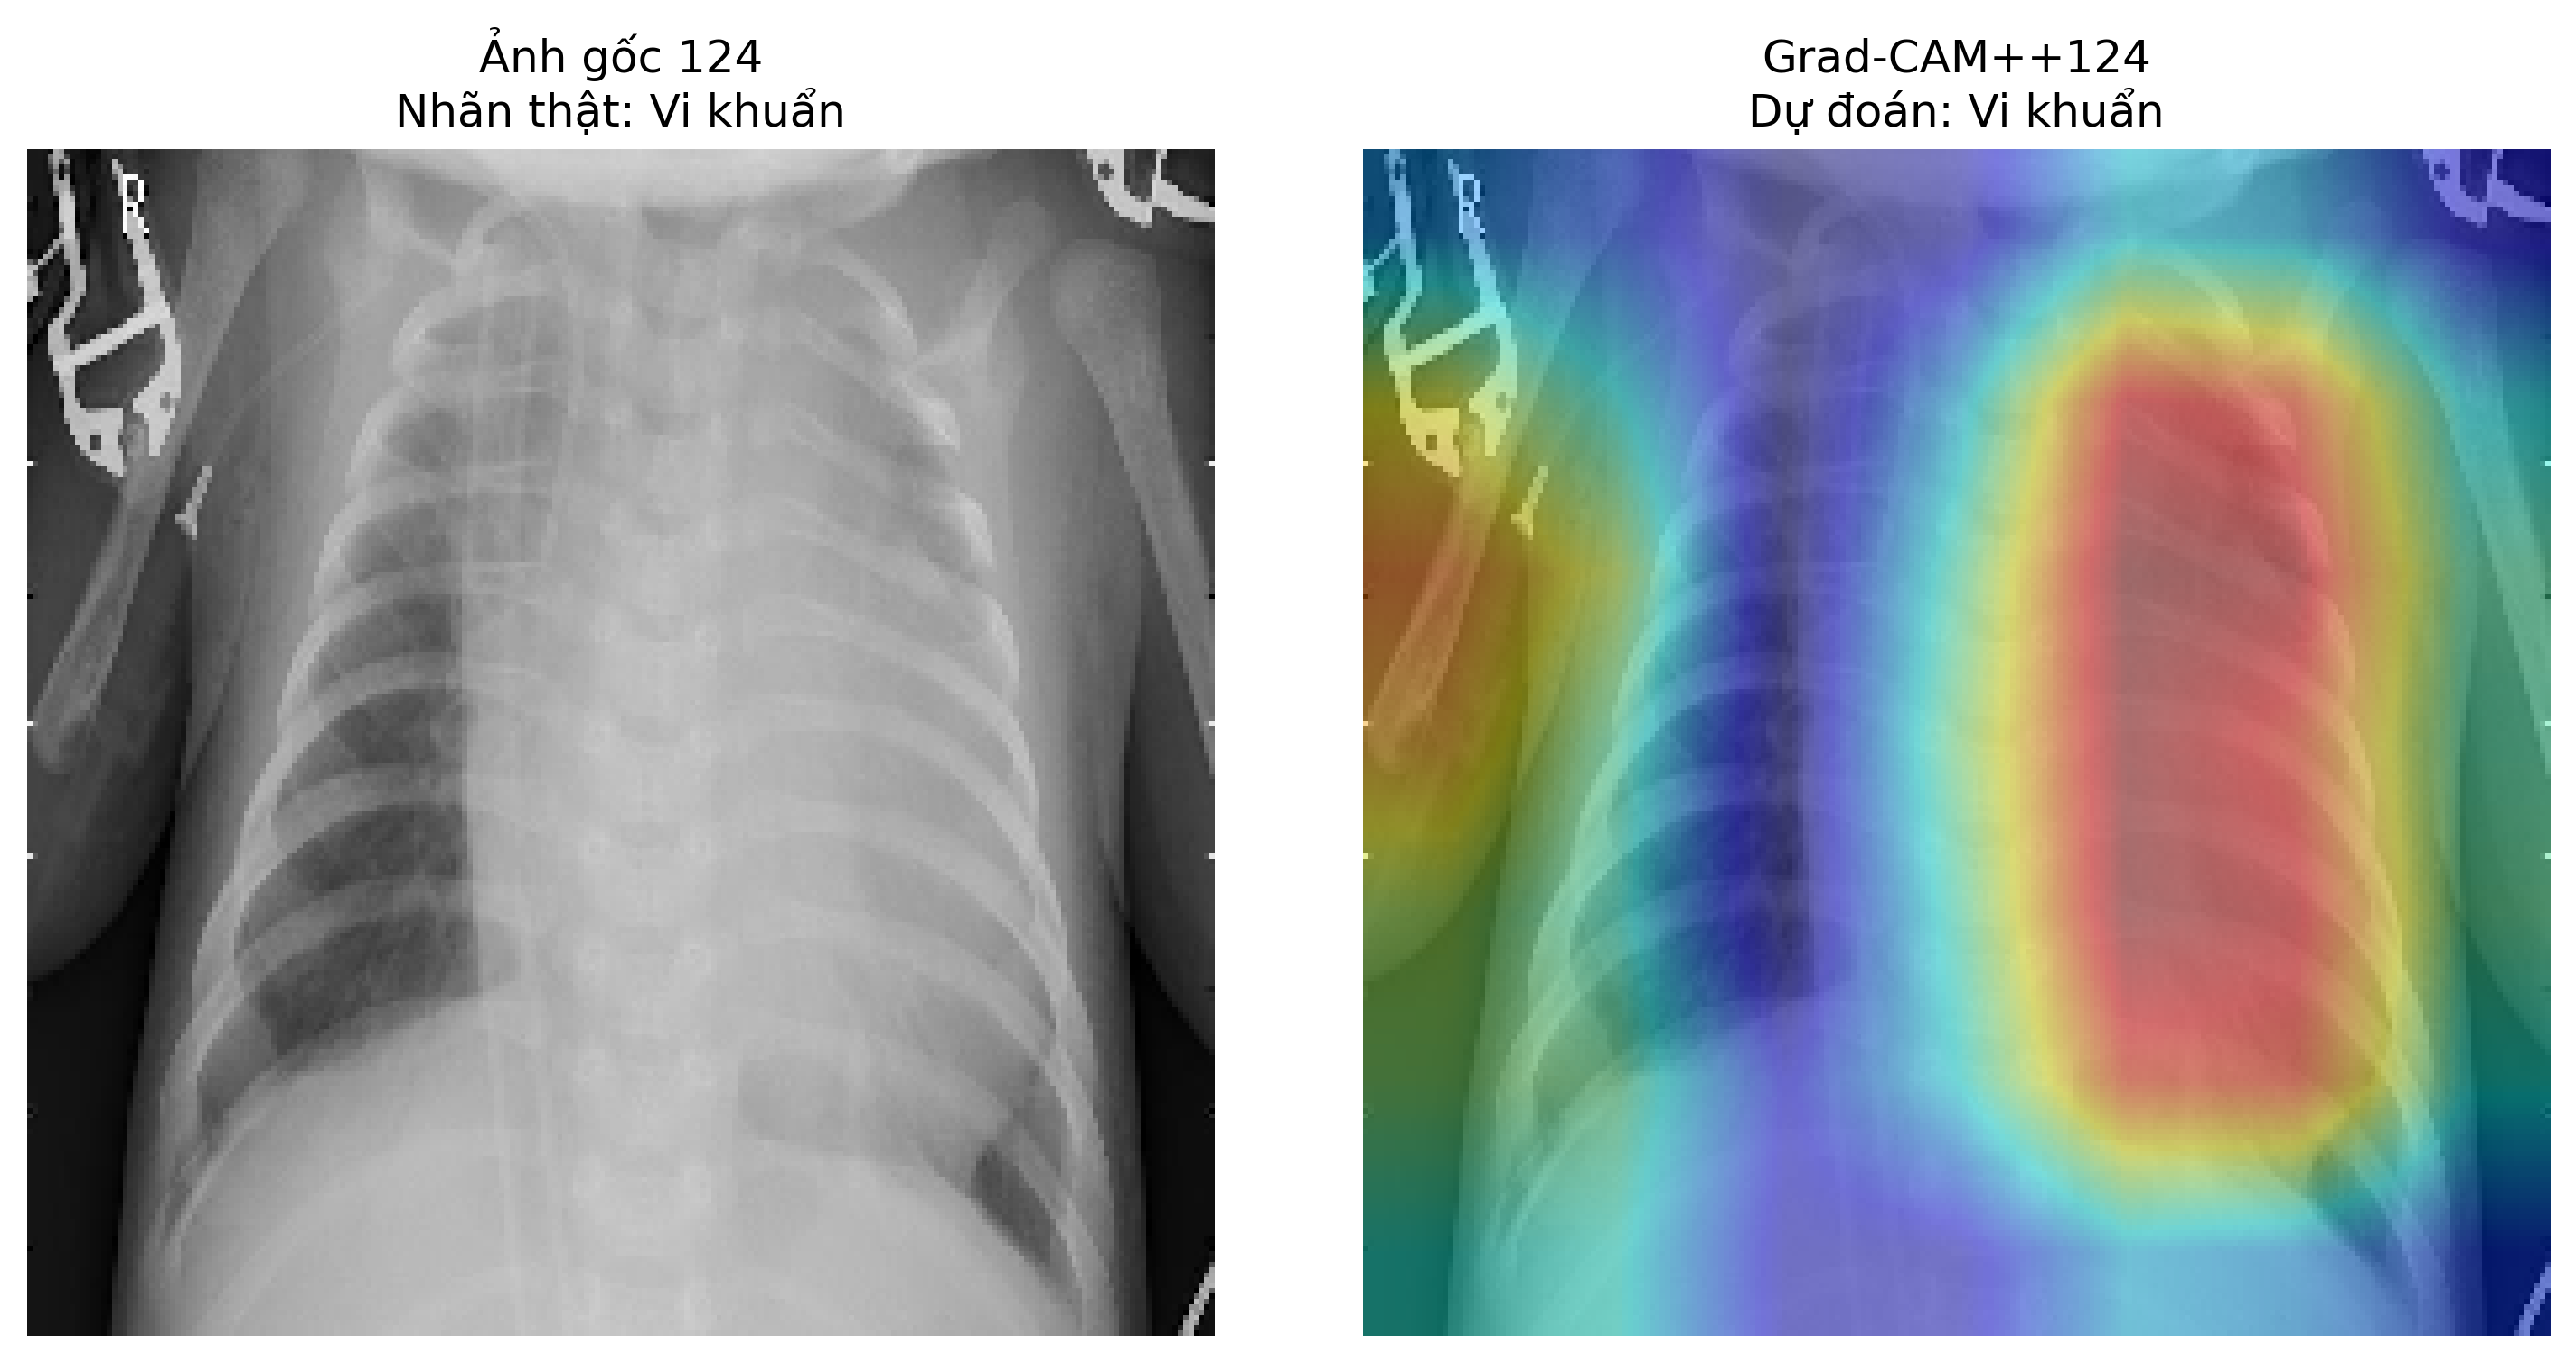 Ảnh gốc 124
Nhãn thật: Vi khuẩn
Grad-CAM++124
Dự đoán: Vi khuẩn
R